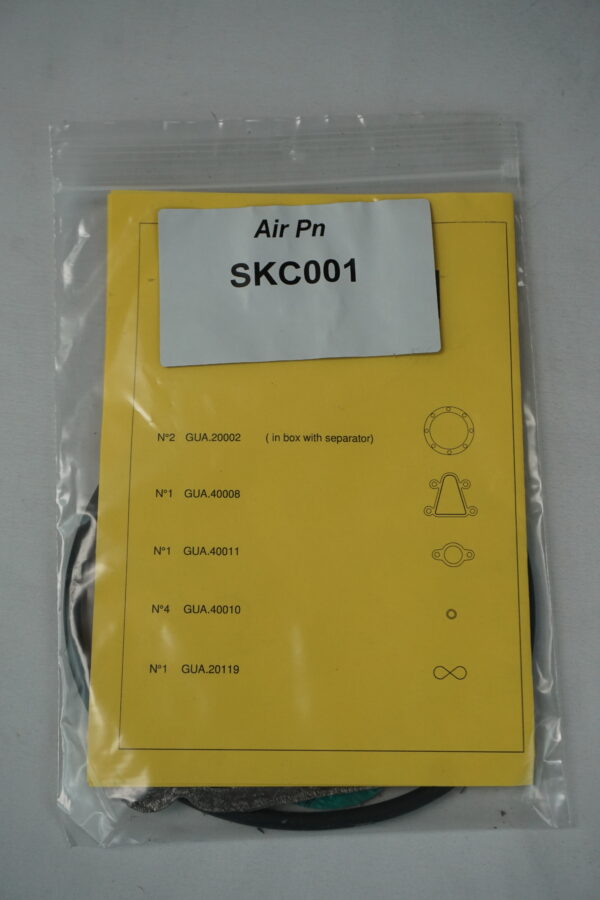 Air Pn
SKC001
N°2 GUA.20002 ( in box with separator)
N°1 GUA.40008
N°1 GUA.40011
N°4 GUA.40010
N°1 GUA.20119